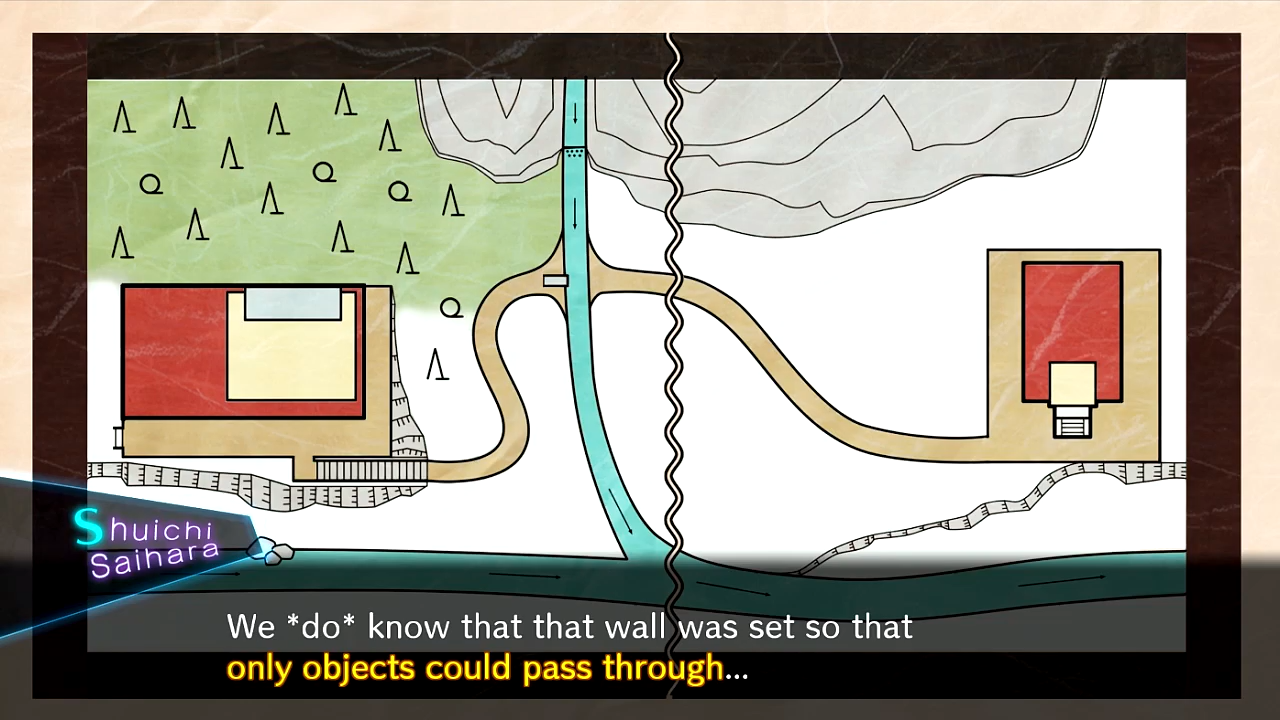 Shuichi
Saihara
We *do* know that that wall was set so that
only objects could pass through...